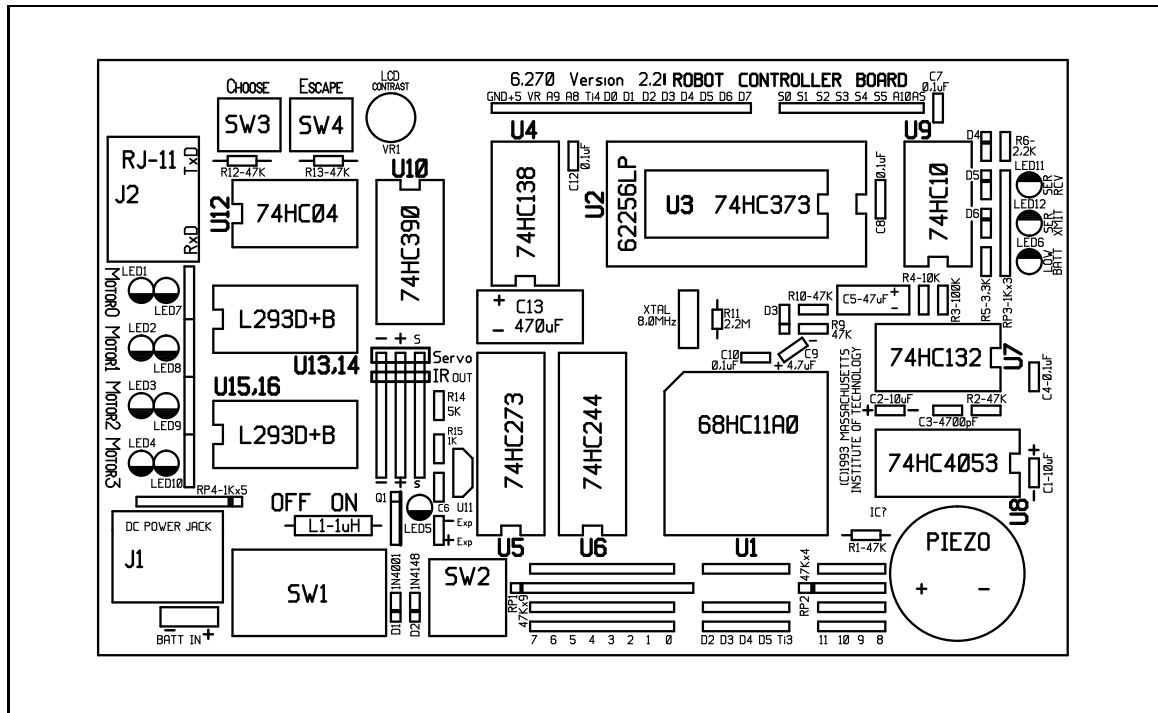 6.270 Version 2.21 ROBOT CONTROLLER BOARD
CHOOSE
ESCAPE
LCD
CONTRAST
VR1
SW3
SW4
R12-47K
R13-47K
GND+5 VR A9 A8 Ti4 D0 D1 D2 D3 D4 D5 D6 D7
S0 S1 S2 S3 S4 S5 A10A5
C7
0.1uF
RJ-11
J2
TxD
RxD
U12
74HC04
U10
74HC390
U4
74HC138
C12
0.1uF
U2
62256LP
U3 74HC373
0.1uF
C8
U9
74HC10
D4
D5
D6
R6-
2.2K
LED11
SER
RCV
LED12
SER
XMIT
LED6
LOW
BATT
R5-3.3K
RP3-1Kx3
R4-10K
R3-100K
MOTOR0 MOTOR1 MOTOR2 MOTOR3
LED1
LED7
LED2
LED8
LED3
LED9
LED4
LED10
L293D+B
U13,14
U15,16
L293D+B
- + S
Servo
IR OUT
- + S
R14
5K
R15
1K
C6
U11
+ C13
- 470uF
XTAL
8.0MHz
R11
2.2M
D3
R10-47K
R9
47K
C5-47uF
+
-
C10
0.1uF
-
C9
+ 4.7uF
74HC132
U7
C4-0.1uF
C2-10uF
+ -
R2-47K
C3-4700pF
74HC4053
U8
+
C1-10uF
-
74HC273
U5
74HC244
U6
68HC11A0
U1
(C)1993 MASSACHUSETTS
INSTITUTE OF TECHNOLOGY
IC?
R1-47K
PIEZO
+ -
RP4-1Kx5
OFF ON
L1-1uH
Q1
LED5
- Exp
+ Exp
DC POWER JACK
J1
- +
BATT IN
SW1
1N4001
D1
1N4148
D2
SW2
RP1
47Kx9
RP2
47Kx4
7 6 5 4 3 2 1 0
D2 D3 D4 D5 Ti3
11 10 9 8